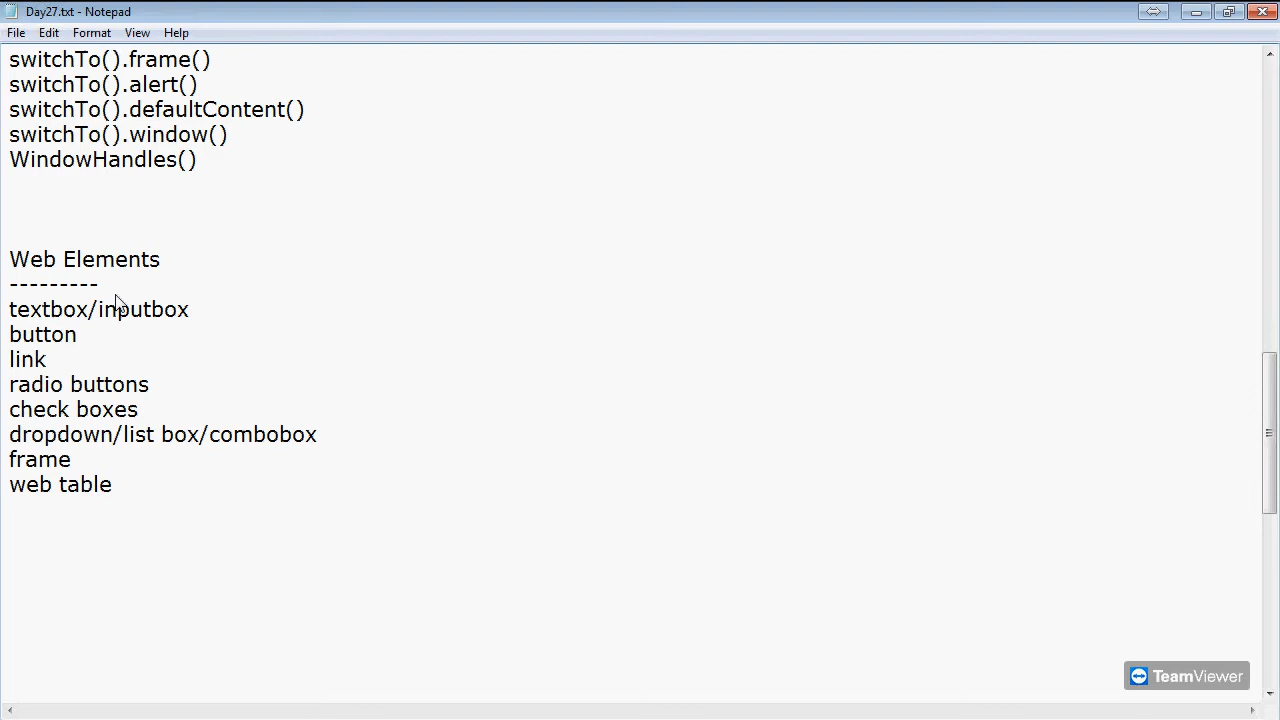 Day27.txt - Notepad
File Edit Format View Help
switchTo().frame()
switchTo().alert()
switchTo().defaultContent()
switchTo().window()
WindowHandles()
Web Elements
---------
textbox/inputbox
button
link
radio buttons
check boxes
dropdown/list box/combobox
frame
web table
TeamViewer